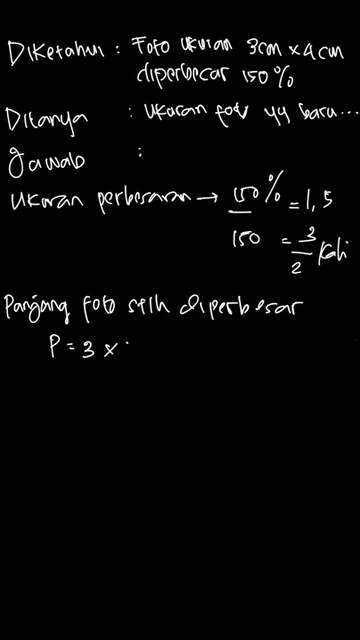 Diketahui : Foto ukuran 3cm x 4cm
diperbesar 150%
Ditanya : Ukuran foto yg baru...
Jawab :
Ukuran perbesaran → 150% = 1,5
150 = 3/2 kali
Panjang foto stlh diperbesar
P = 3 x